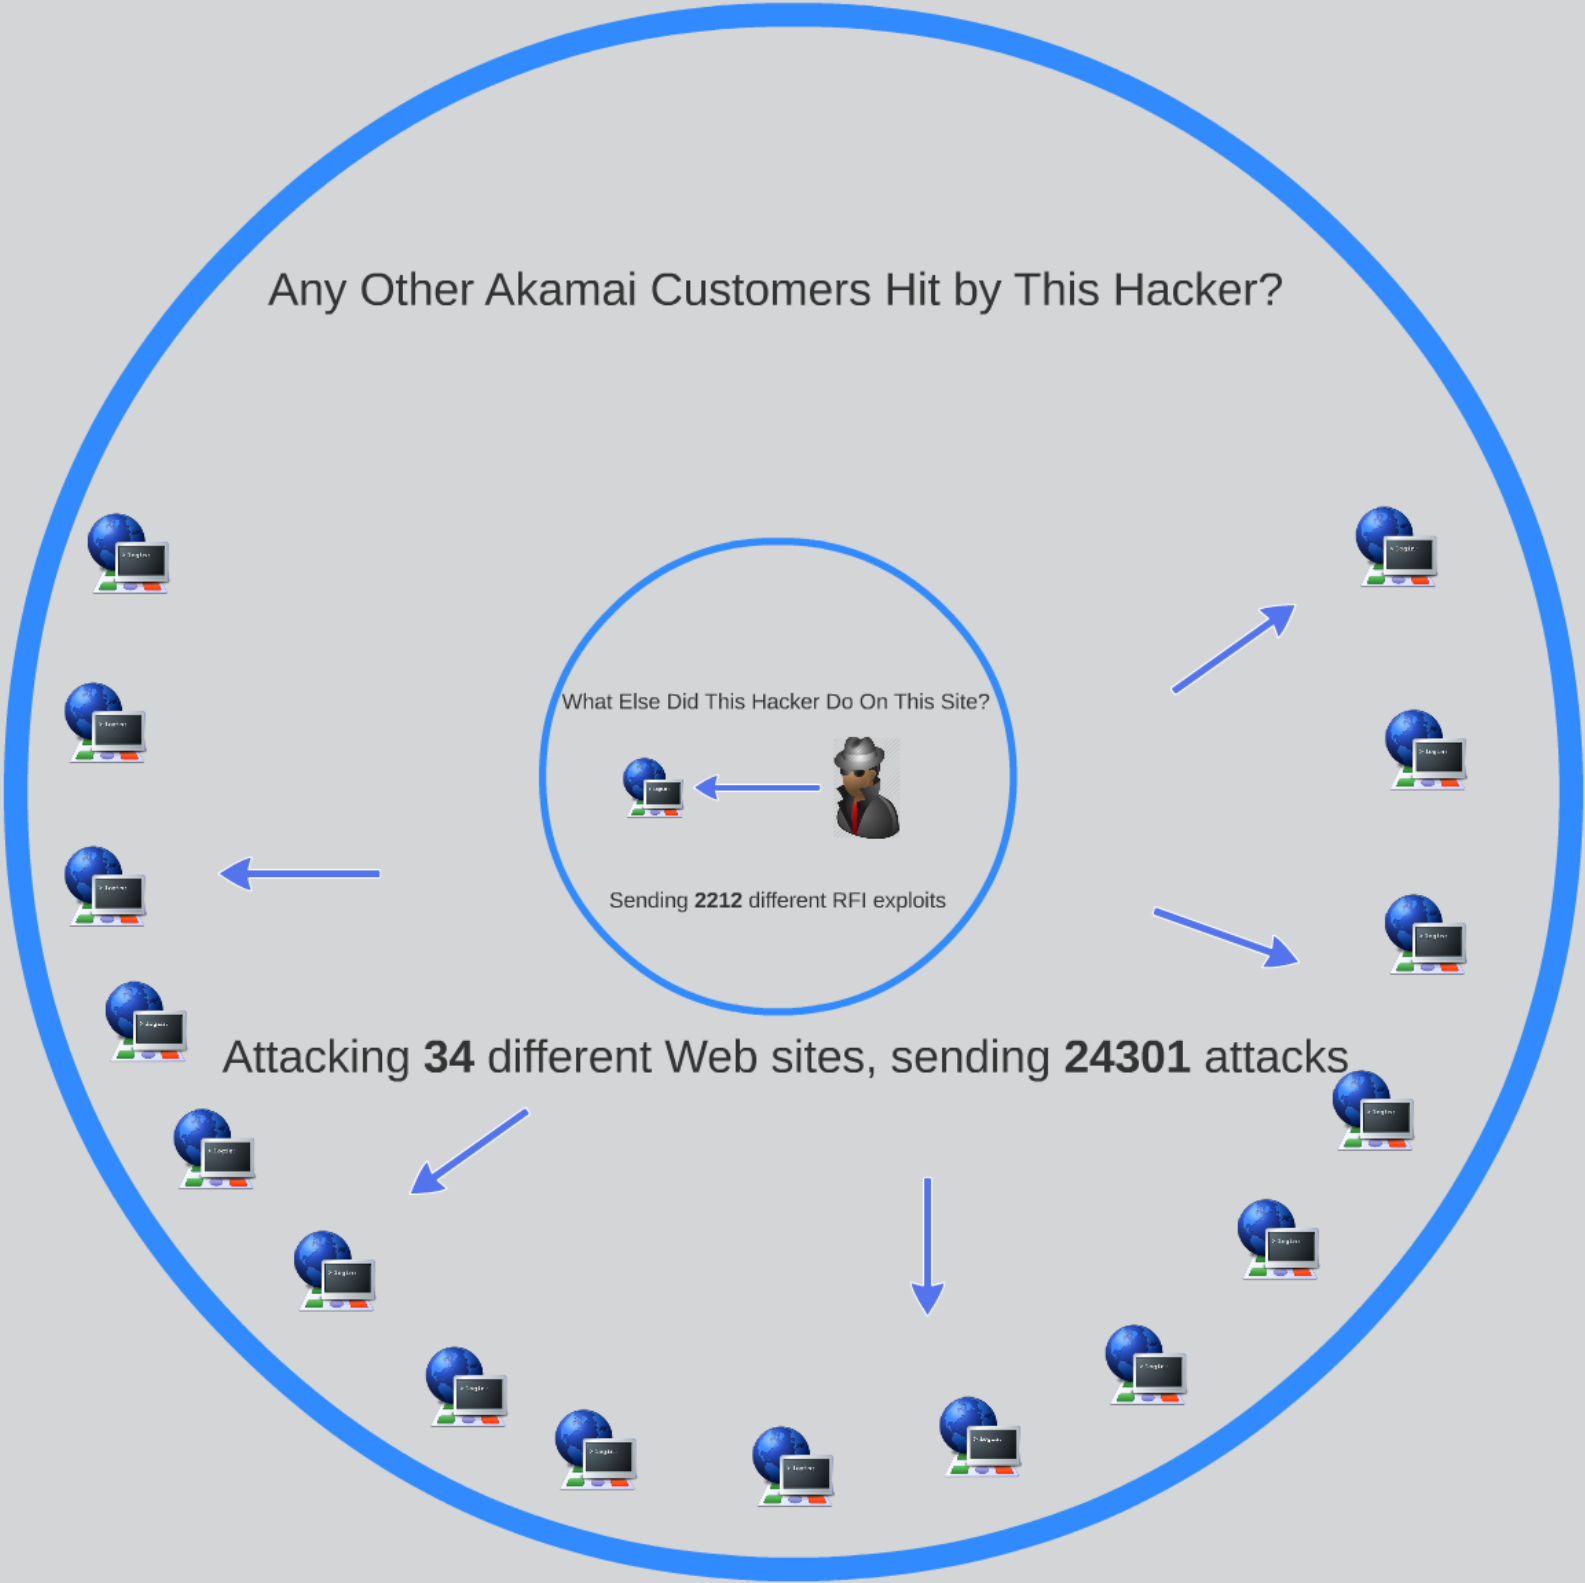 Any Other Akamai Customers Hit by This Hacker?
What Else Did This Hacker Do On This Site?
Sending 2212 different RFI exploits
Attacking 34 different Web sites, sending 24301 attacks